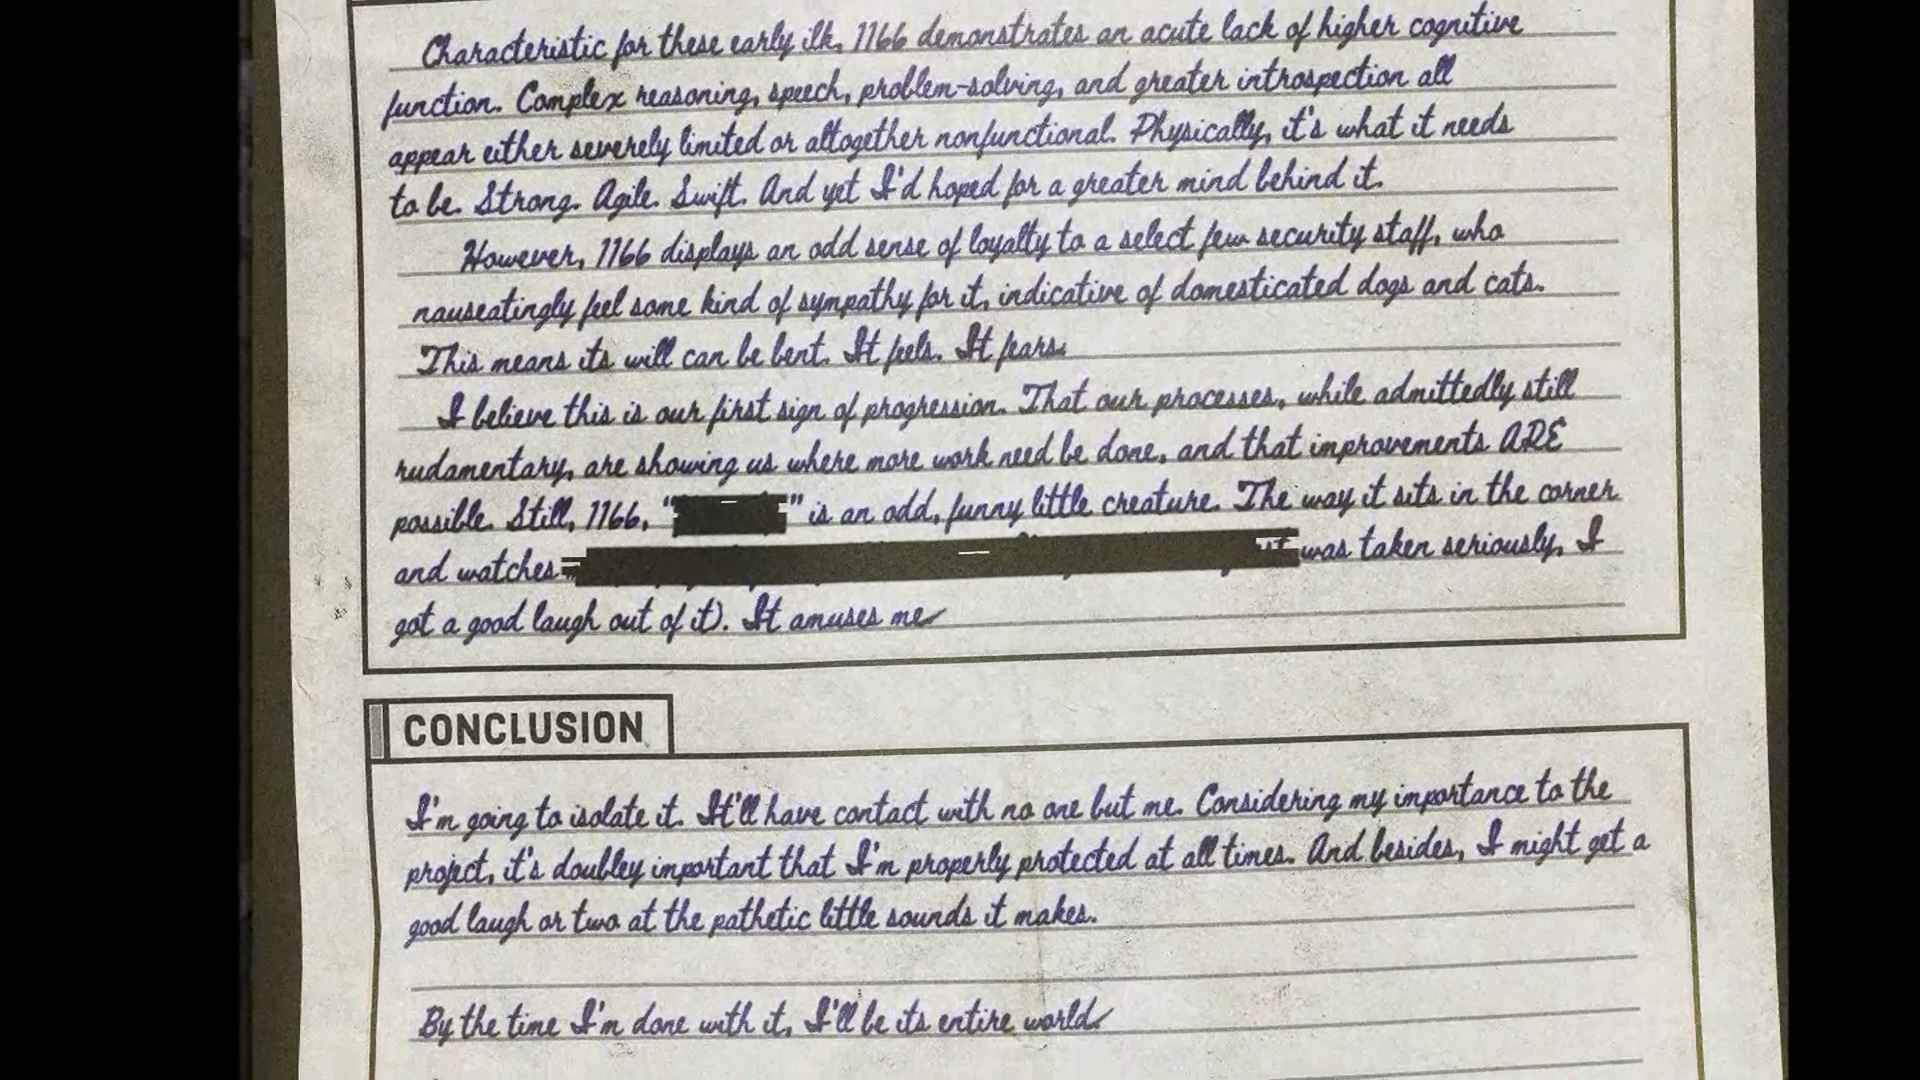 Characteristic for these early ilk, 1166 demonstrates an acute lack of higher cognitive
function. Complex reasoning, speech, problem-solving, and greater introspection all
appear either severely limited or altogether nonfunctional. Physically, it's what it needs
to be. Strong. Agile. Swift. And yet I'd hoped for a greater mind behind it.
However, 1166 displays an odd sense of loyalty to a select few security staff, who
nauseatingly feel some kind of sympathy for it, indicative of domesticated dogs and cats.
This means its will can be bent. It feels. It fears.
I believe this is our first sign of progression. That our processes, while admittedly still
rudamentary, are showing us where more work need be done, and that improvements ARE
possible. Still, 1166, "" is an odd, funny little creature. The way it sits in the corner
and watches was taken seriously, I
got a good laugh out of it). It amuses me
CONCLUSION
I'm going to isolate it. It'll have contact with no one but me. Considering my importance to the
project, it's doubley important that I'm properly protected at all times. And besides, I might get a
good laugh or two at the pathetic little sounds it makes.
By the time I'm done with it, I'll be its entire world.